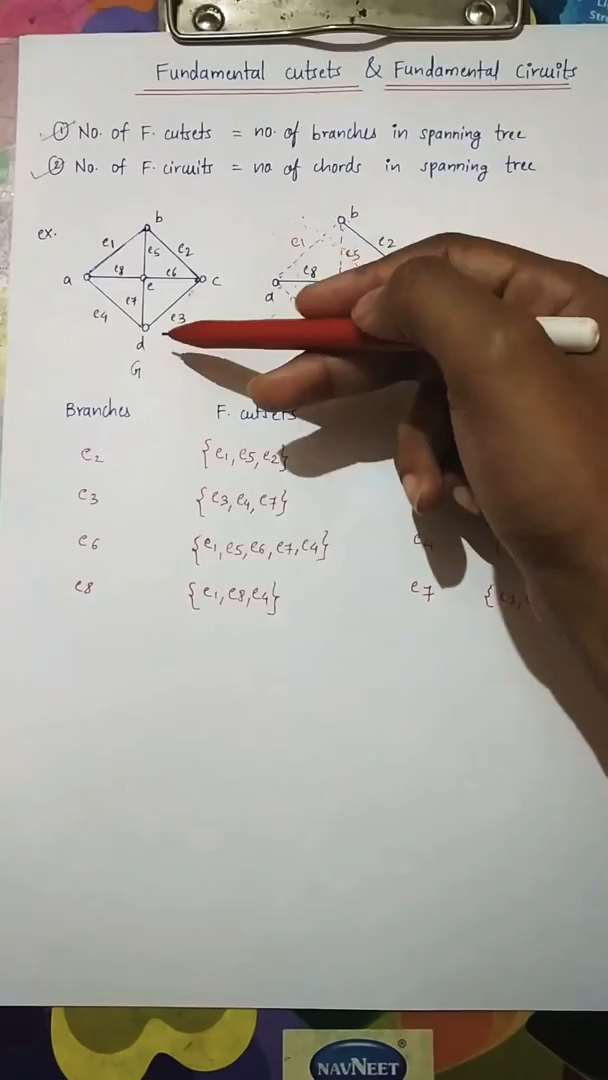 Fundamental cutsets & Fundamental Circuits
① No. of F. cutsets = no. of branches in spanning tree
② No. of F. circuits = no of chords in spanning tree
ex.
b
e1 e5 e2
a e8 e e6 c
e4 e7 e3
d
G
b
e1 e5 e2
a e8
Branches F. cutsets
e2 {e1, e5, e2}
e3 {e3, e4, e7}
e6 {e1, e5, e6, e7, e4}
e8 {e1, e8, e4}
e7 {e7,
NAVNEET